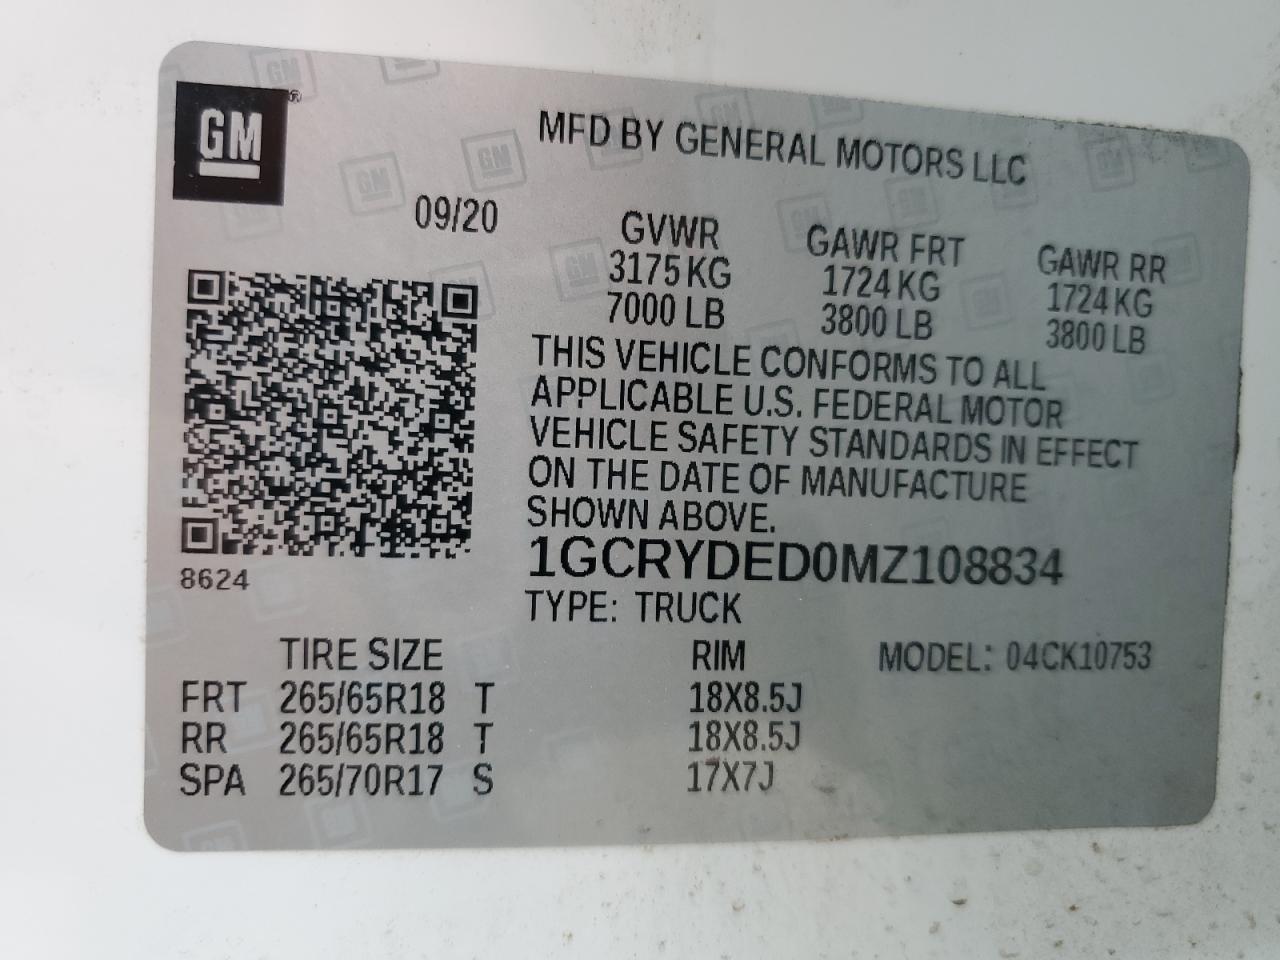 GM®
MFD BY GENERAL MOTORS LLC
09/20
GVWR GAWR FRT GAWR RR
3175 KG 1724 KG 1724 KG
7000 LB 3800 LB 3800 LB
THIS VEHICLE CONFORMS TO ALL
APPLICABLE U.S. FEDERAL MOTOR
VEHICLE SAFETY STANDARDS IN EFFECT
ON THE DATE OF MANUFACTURE
SHOWN ABOVE.
1GCRYDED0MZ108834
8624
TYPE: TRUCK
TIRE SIZE RIM MODEL: 04CK10753
FRT 265/65R18 T 18X8.5J
RR 265/65R18 T 18X8.5J
SPA 265/70R17 S 17X7J